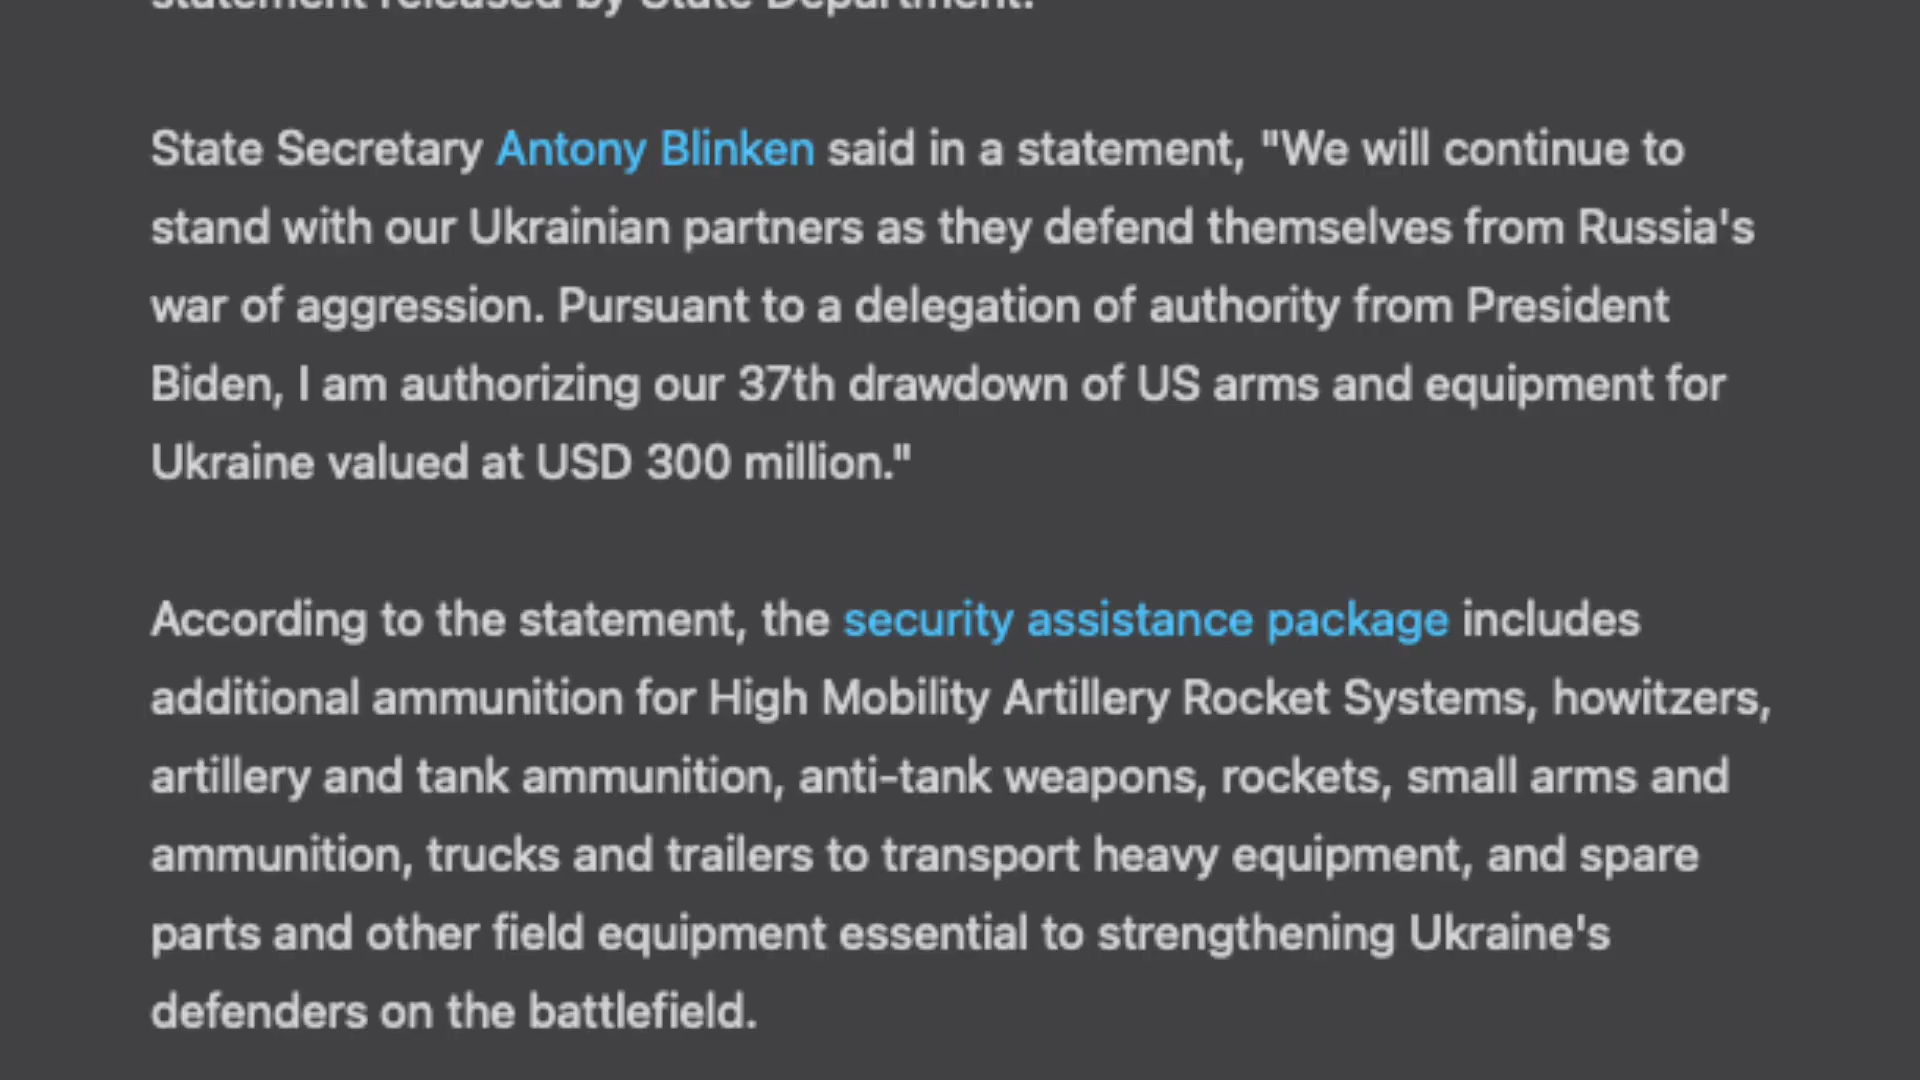 statement released by State Department.
State Secretary Antony Blinken said in a statement, "We will continue to
stand with our Ukrainian partners as they defend themselves from Russia's
war of aggression. Pursuant to a delegation of authority from President
Biden, I am authorizing our 37th drawdown of US arms and equipment for
Ukraine valued at USD 300 million."
According to the statement, the security assistance package includes
additional ammunition for High Mobility Artillery Rocket Systems, howitzers,
artillery and tank ammunition, anti-tank weapons, rockets, small arms and
ammunition, trucks and trailers to transport heavy equipment, and spare
parts and other field equipment essential to strengthening Ukraine's
defenders on the battlefield.